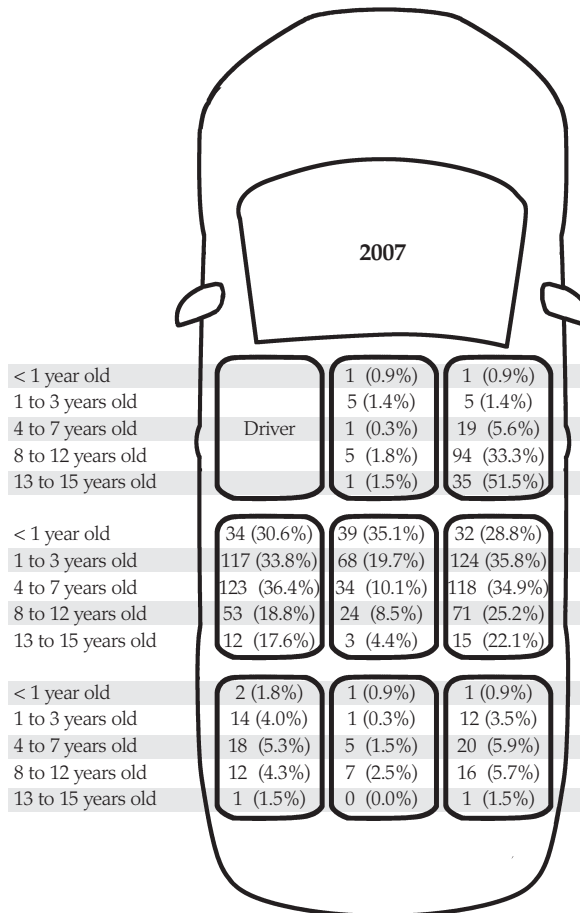 2007
< 1 year old 1 (0.9%) 1 (0.9%)
1 to 3 years old 5 (1.4%) 5 (1.4%)
4 to 7 years old Driver 1 (0.3%) 19 (5.6%)
8 to 12 years old 5 (1.8%) 94 (33.3%)
13 to 15 years old 1 (1.5%) 35 (51.5%)
< 1 year old 34 (30.6%) 39 (35.1%) 32 (28.8%)
1 to 3 years old 117 (33.8%) 68 (19.7%) 124 (35.8%)
4 to 7 years old 123 (36.4%) 34 (10.1%) 118 (34.9%)
8 to 12 years old 53 (18.8%) 24 (8.5%) 71 (25.2%)
13 to 15 years old 12 (17.6%) 3 (4.4%) 15 (22.1%)
< 1 year old 2 (1.8%) 1 (0.9%) 1 (0.9%)
1 to 3 years old 14 (4.0%) 1 (0.3%) 12 (3.5%)
4 to 7 years old 18 (5.3%) 5 (1.5%) 20 (5.9%)
8 to 12 years old 12 (4.3%) 7 (2.5%) 16 (5.7%)
13 to 15 years old 1 (1.5%) 0 (0.0%) 1 (1.5%)